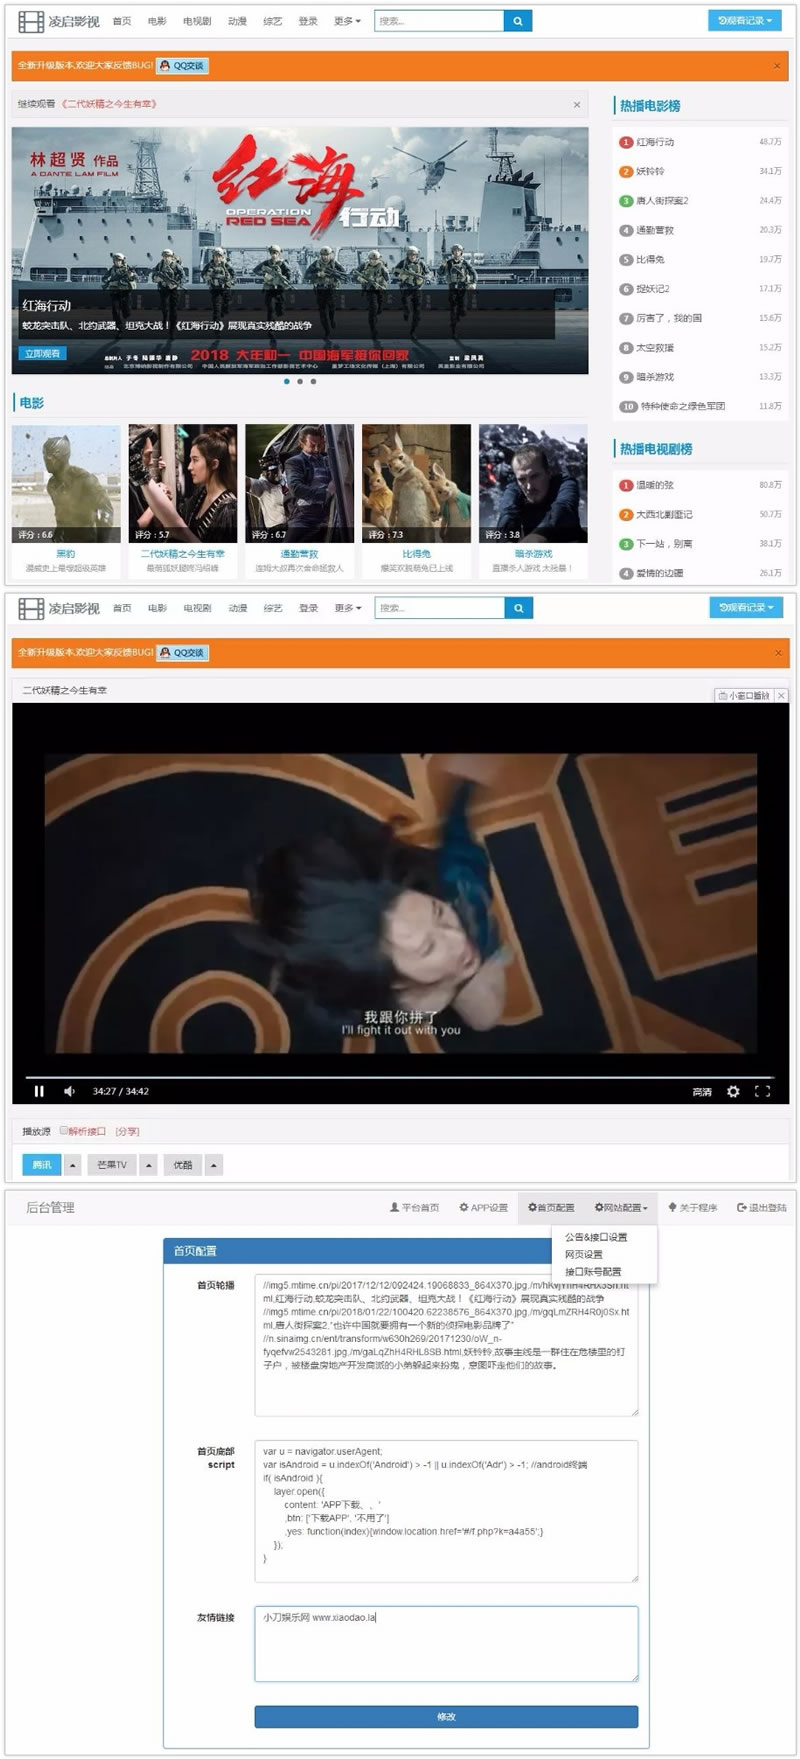 凌启影视 首页 电影 电视剧 动漫 综艺 登录 更多 搜索... 观看记录
全新升级版本,欢迎大家反馈BUG! QQ交谈 ×
继续观看 《二代妖精之今生有幸》 ×
林超贤 作品
A DANTE LAM FILM
红海行动
OPERATION
RED SEA
红海行动
蛟龙突击队、北约武器、坦克大战！《红海行动》展现真实残酷的战争
立即观看
2018 大年初一 中国海军接你回家
热播电影榜
1 红海行动 48.7万
2 妖铃铃 34.1万
3 唐人街探案2 24.4万
4 通勤营救 20.3万
5 比得兔 19.7万
6 捉妖记2 17.1万
7 厉害了，我的国 15.6万
8 太空救援 15.2万
9 暗杀游戏 13.3万
10 特种使命之绿色军团 11.8万
电影
评分：6.6
黑豹
漫威史上最燃超级英雄
评分：5.7
二代妖精之今生有幸
评分：6.7
通勤营救
连姆大叔再次舍命拯救人
评分：7.3
比得兔
爆笑双贱萌兔已上线
评分：3.8
暗杀游戏
直播杀人游戏 太残暴！
热播电视剧榜
1 温暖的弦 80.8万
2 大西北剿匪记 50.7万
3 下一站，别离 38.1万
4 爱情的边疆 26.1万
凌启影视 首页 电影 电视剧 动漫 综艺 登录 更多 搜索... 观看记录
全新升级版本,欢迎大家反馈BUG! QQ交谈 ×
二代妖精之今生有幸
小窗口播放 ×
我跟你拼了
I'll fight it out with you
34:27 / 34:42 高清
播放源 解析接口 [分享]
腾讯 芒果TV 优酷
后台管理 平台首页 APP设置 首页配置 网站配置 关于程序 退出登陆
公告&接口设置
网页设置
接口账号配置
首页配置
首页轮播
//img5.mtime.cn/pi/2017/12/12/092424.19068833_864X370.jpg,/m/hKvjYnH4RHX3Sn.ht
ml,红海行动,蛟龙突击队、北约武器、坦克大战！《红海行动》展现真实残酷的战争
//img5.mtime.cn/pi/2018/01/22/100420.62238576_864X370.jpg,/m/gqLmZRH4R0j0Sx.ht
ml,唐人街探案2,“也许中国就要拥有一个新的侦探电影品牌了”
//n.sinaimg.cn/ent/transform/w630h269/20171230/oW_n-
fyqefvw2543281.jpg,/m/gaLqZhH4RHL8SB.html,妖铃铃,故事主线是一群住在危楼里的钉
子户，被楼盘房地产开发商派的小弟躲起来扮鬼，意图吓走他们的故事。
首页底部
script
var u = navigator.userAgent;
var isAndroid = u.indexOf('Android') > -1 || u.indexOf('Adr') > -1; //android终端
if( isAndroid ){
layer.open({
content: 'APP下载、、'
,btn: ['下载APP', '不用了']
,yes: function(index){window.location.href='#/f.php?k=a4a55',}
});
}
友情链接
小刀娱乐网 www.xiaodao.la
修改